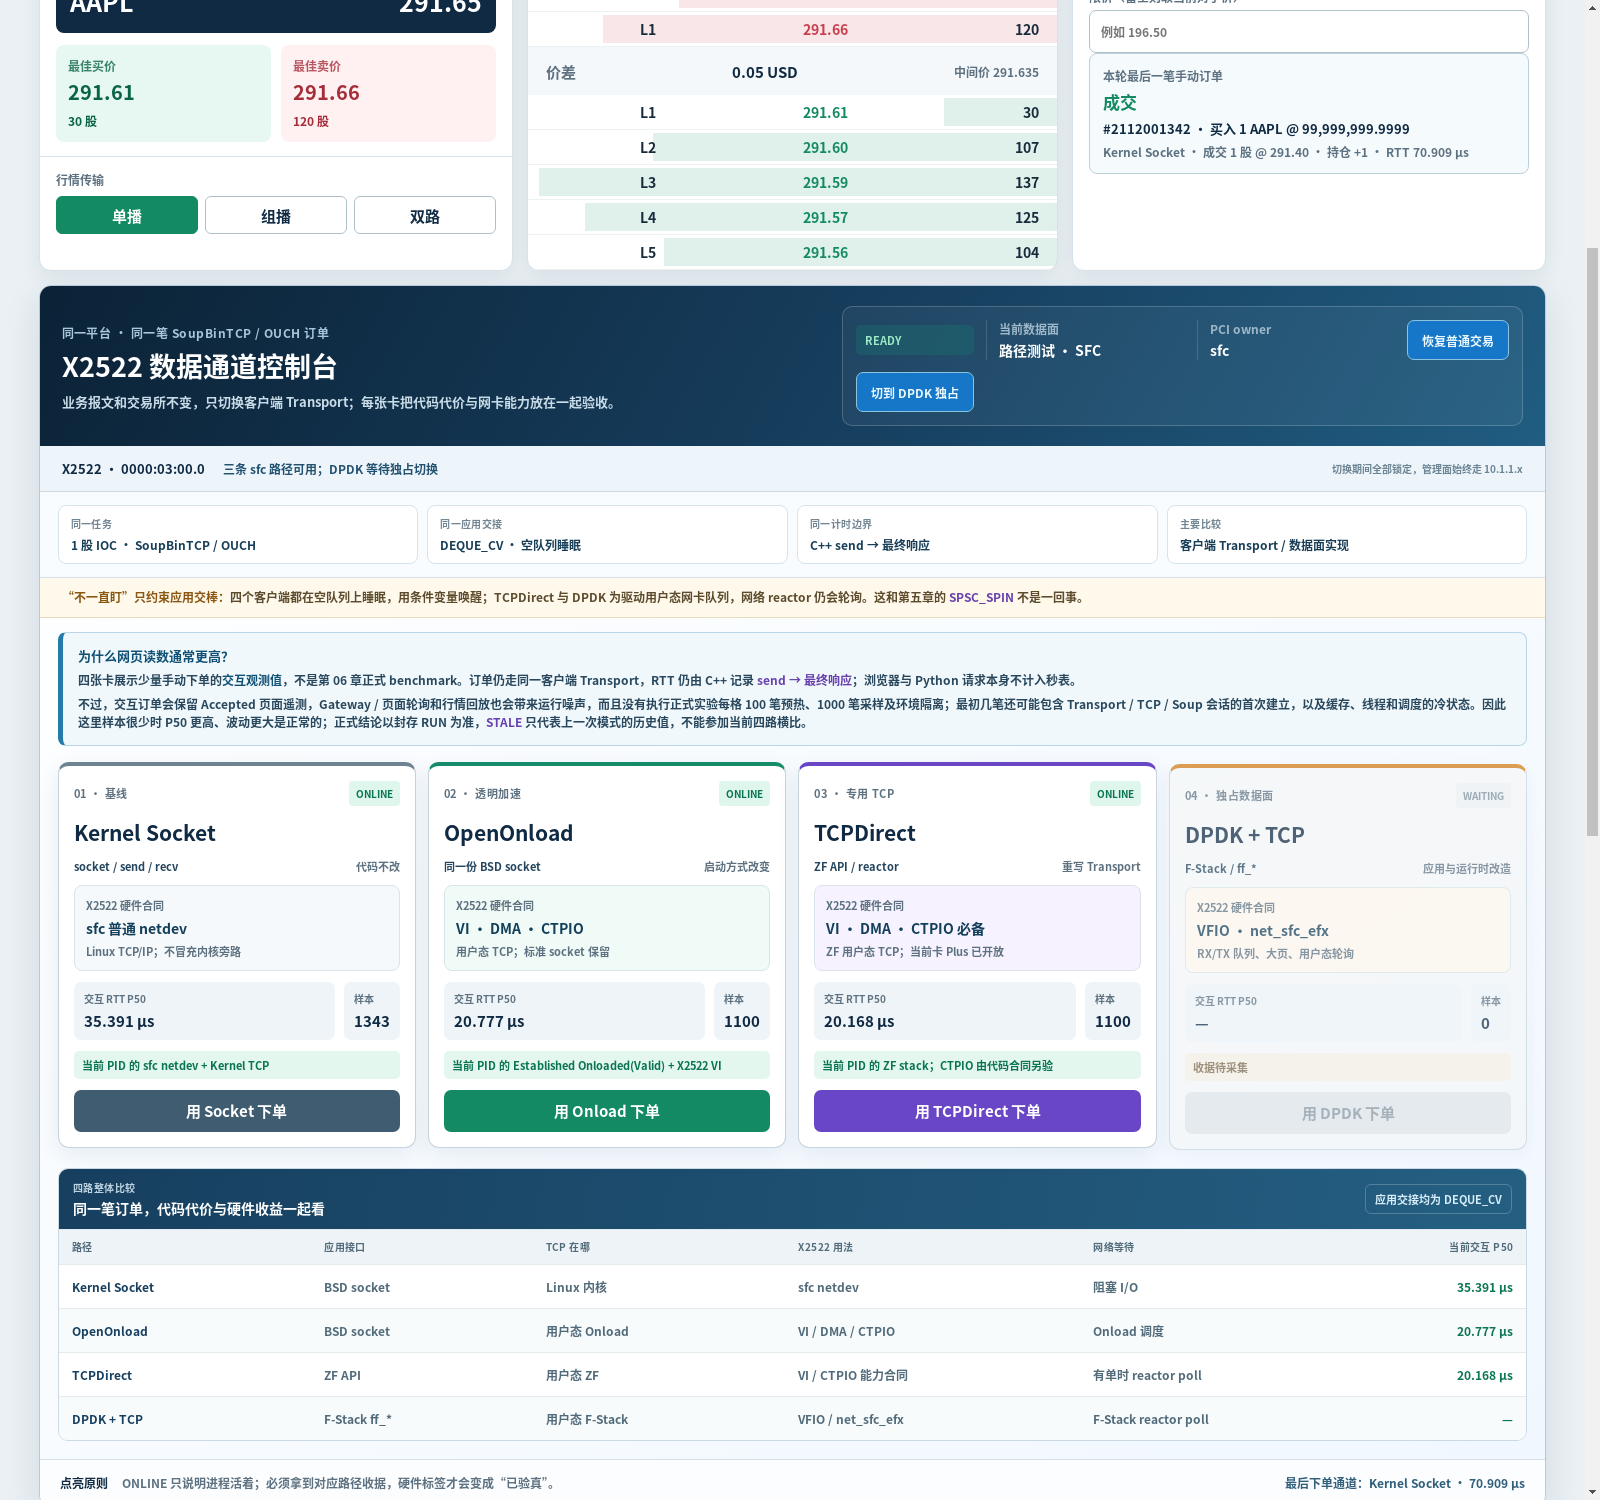 AAPL 291.65
最佳买价
291.61
30 股
最佳卖价
291.66
120 股
行情传输
单播
组播
双路
L1 291.66 120
价差 0.05 USD 中间价 291.635
L1 291.61 30
L2 291.60 107
L3 291.59 137
L4 291.57 125
L5 291.56 104
例如 196.50
本轮最后一笔手动订单
成交
#2112001342 · 买入 1 AAPL @ 99,999,999.9999
Kernel Socket · 成交 1 股 @ 291.40 · 持仓 +1 · RTT 70.909 µs
同一平台 · 同一笔 SoupBinTCP / OUCH 订单
X2522 数据通道控制台
业务报文和交易所不变，只切换客户端 Transport；每张卡把代码代价与网卡能力放在一起验收。
READY
当前数据面
路径测试 · SFC
PCI owner
sfc
恢复普通交易
切到 DPDK 独占
X2522 · 0000:03:00.0 三条 sfc 路径可用；DPDK 等待独占切换
切换期间全部锁定，管理面始终走 10.1.1.x
同一任务
1 股 IOC · SoupBinTCP / OUCH
同一应用交接
DEQUE_CV · 空队列睡眠
同一计时边界
C++ send → 最终响应
主要比较
客户端 Transport / 数据面实现
“不一直盯”只约束应用交棒：四个客户端都在空队列上睡眠，用条件变量唤醒；TCPDirect 与 DPDK 为驱动用户态网卡队列，网络 reactor 仍会轮询。这和第五章的 SPSC_SPIN 不是一回事。
为什么网页读数通常更高？
四张卡展示少量手动下单的交互观测值，不是第 06 章正式 benchmark。订单仍走同一客户端 Transport，RTT 仍由 C++ 记录 send → 最终响应；浏览器与 Python 请求本身不计入秒表。
不过，交互订单会保留 Accepted 页面遥测，Gateway / 页面轮询和行情回放也会带来运行噪声，而且没有执行正式实验每格 100 笔预热、1000 笔采样及环境隔离；最初几笔还可能包含 Transport / TCP / Soup 会话的首次建立，以及缓存、线程和调度的冷状态。因此
这里样本很少时 P50 更高、波动更大是正常的；正式结论以封存 RUN 为准，STALE 只代表上一次模式的历史值，不能参加当前四路横比。
01 · 基线 ONLINE
Kernel Socket
socket / send / recv 代码不改
X2522 硬件合同
sfc 普通 netdev
Linux TCP/IP；不冒充内核旁路
交互 RTT P50
35.391 µs
样本
1343
当前 PID 的 sfc netdev + Kernel TCP
用 Socket 下单
02 · 透明加速 ONLINE
OpenOnload
同一份 BSD socket 启动方式改变
X2522 硬件合同
VI · DMA · CTPIO
用户态 TCP；标准 socket 保留
交互 RTT P50
20.777 µs
样本
1100
当前 PID 的 Established Onloaded(Valid) + X2522 VI
用 Onload 下单
03 · 专用 TCP ONLINE
TCPDirect
ZF API / reactor 重写 Transport
X2522 硬件合同
VI · DMA · CTPIO 必备
ZF 用户态 TCP；当前卡 Plus 已开放
交互 RTT P50
20.168 µs
样本
1100
当前 PID 的 ZF stack；CTPIO 由代码合同另验
用 TCPDirect 下单
04 · 独占数据面 WAITING
DPDK + TCP
F-Stack / ff_* 应用与运行时改造
X2522 硬件合同
VFIO · net_sfc_efx
RX/TX 队列、大页、用户态轮询
交互 RTT P50
—
样本
0
收据待采集
用 DPDK 下单
四路整体比较
同一笔订单，代码代价与硬件收益一起看
应用交接均为 DEQUE_CV
路径 应用接口 TCP 在哪 X2522 用法 网络等待 当前交互 P50
Kernel Socket BSD socket Linux 内核 sfc netdev 阻塞 I/O 35.391 µs
OpenOnload BSD socket 用户态 Onload VI / DMA / CTPIO Onload 调度 20.777 µs
TCPDirect ZF API 用户态 ZF VI / CTPIO 能力合同 有单时 reactor poll 20.168 µs
DPDK + TCP F-Stack ff_* 用户态 F-Stack VFIO / net_sfc_efx F-Stack reactor poll —
点亮原则 ONLINE 只说明进程活着；必须拿到对应路径收据，硬件标签才会变成“已验真”。
最后下单通道：Kernel Socket · 70.909 µs